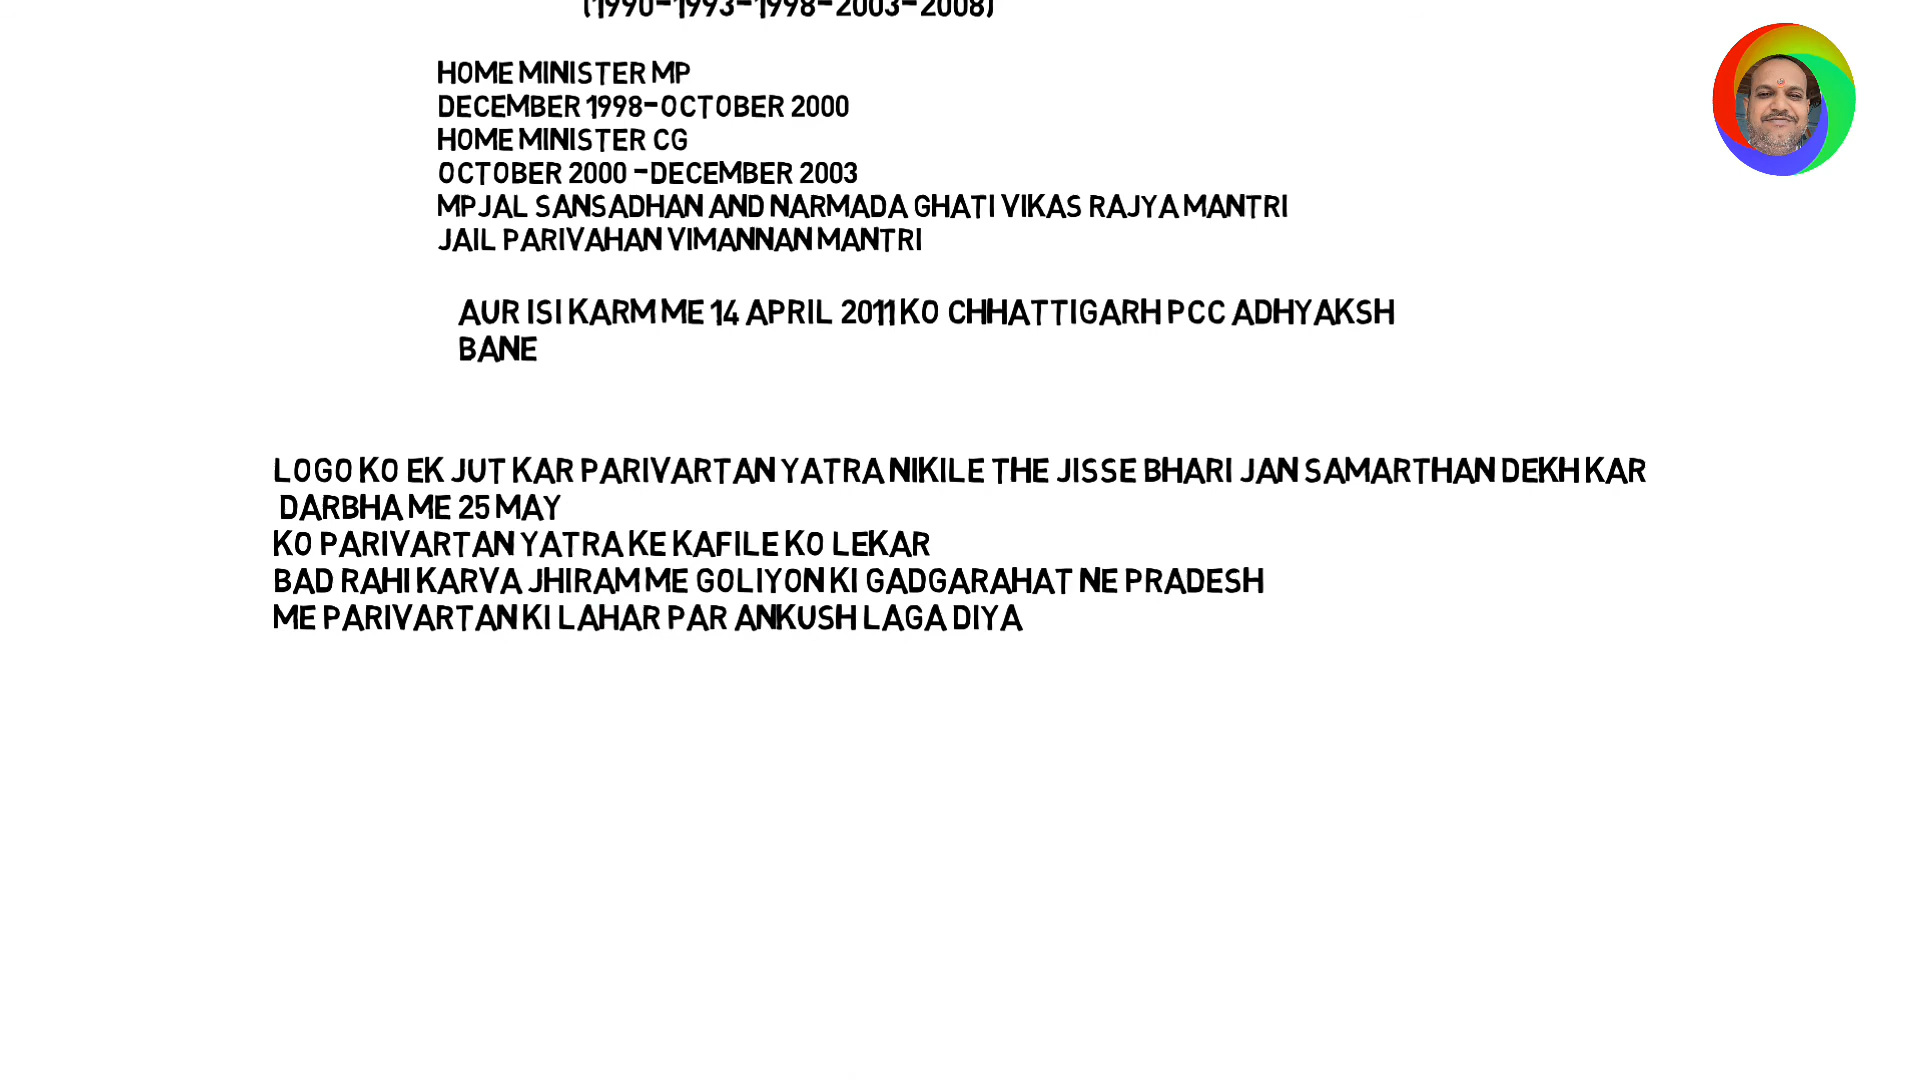 (1990-1993-1998-2003-2008)
HOME MINISTER MP
DECEMBER 1998-OCTOBER 2000
HOME MINISTER CG
OCTOBER 2000 -DECEMBER 2003
MPJAL SANSADHAN AND NARMADA GHATI VIKAS RAJYA MANTRI
JAIL PARIVAHAN VIMANNAN MANTRI
AUR ISI KARM ME 14 APRIL 2011 KO CHHATTIGARH PCC ADHYAKSH
BANE
LOGO KO EK JUT KAR PARIVARTAN YATRA NIKILE THE JISSE BHARI JAN SAMARTHAN DEKH KAR
DARBHA ME 25 MAY
KO PARIVARTAN YATRA KE KAFILE KO LEKAR
BAD RAHI KARVA JHIRAM ME GOLIYON KI GADGARAHAT NE PRADESH
ME PARIVARTAN KI LAHAR PAR ANKUSH LAGA DIYA